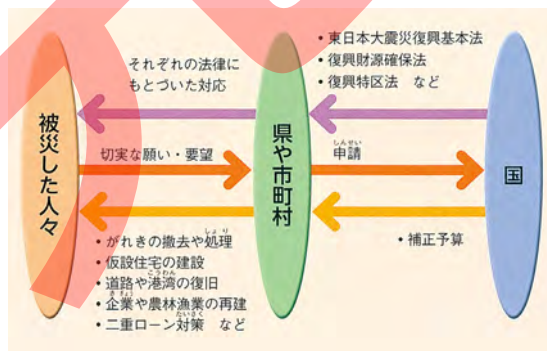 それぞれの法律に
もとづいた対応
・東日本大震災復興基本法
・復興財源確保法
・復興特区法 など
被災した人々
県や市町村
国
切実な願い・要望
しんせい
申請
・補正予算
しょり
・がれきの撤去や処理
・仮設住宅の建設
こうわん
・道路や港湾の復旧
きぎょう
・企業や農林漁業の再建
たいさく
・二重ローン対策 など